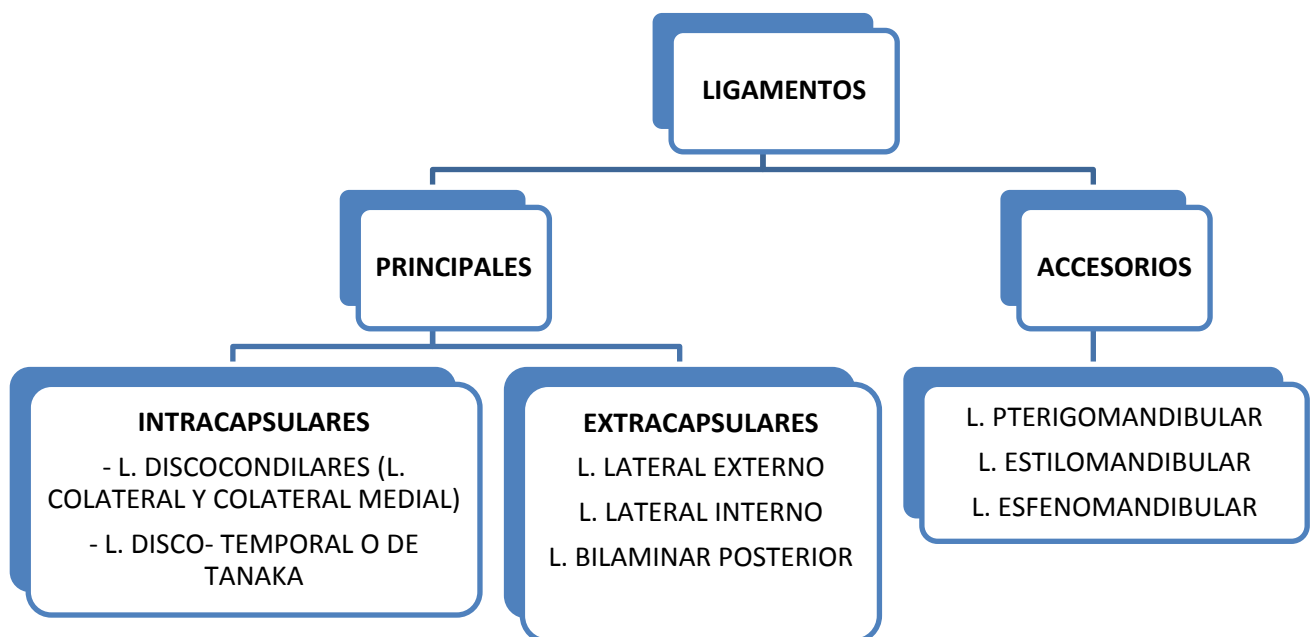 LIGAMENTOS
PRINCIPALES
ACCESORIOS
INTRACAPSULARES
- L. DISCOCONDILARES (L.
COLATERAL Y COLATERAL MEDIAL)
- L. DISCO- TEMPORAL O DE
TANAKA
EXTRACAPSULARES
L. LATERAL EXTERNO
L. LATERAL INTERNO
L. BILAMINAR POSTERIOR
L. PTERIGOMANDIBULAR
L. ESTILOMANDIBULAR
L. ESFENOMANDIBULAR